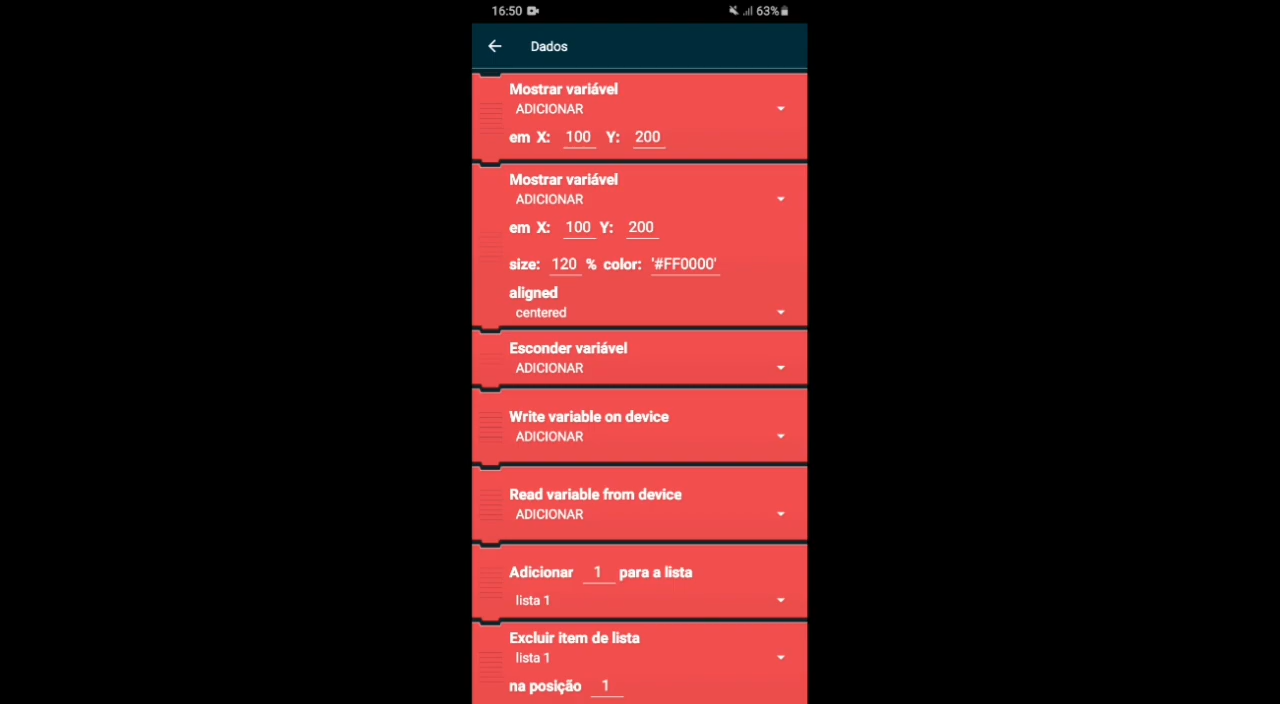 16:50 63%
Dados
Mostrar variável
ADICIONAR
em X: 100 Y: 200
Mostrar variável
ADICIONAR
em X: 100 Y: 200
size: 120 % color: '#FF0000'
aligned
centered
Esconder variável
ADICIONAR
Write variable on device
ADICIONAR
Read variable from device
ADICIONAR
Adicionar 1 para a lista
lista 1
Excluir item de lista
lista 1
na posição 1